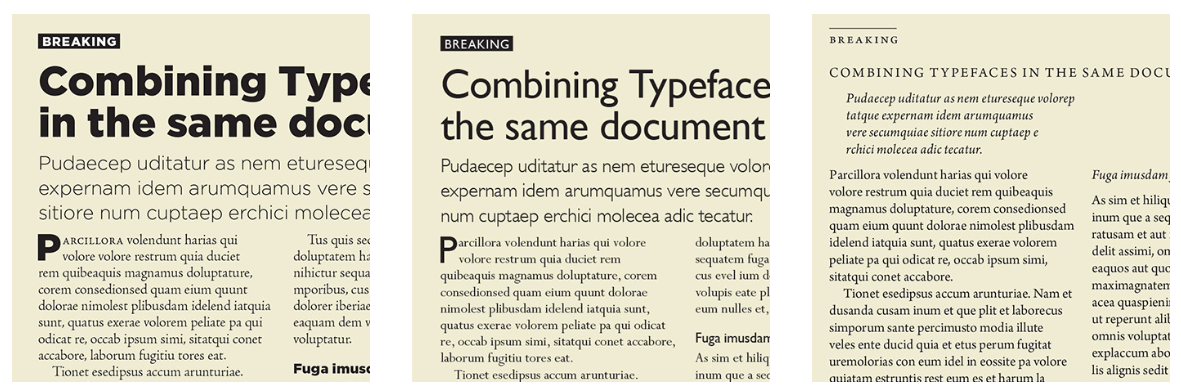 BREAKING
Combining Type
in the same docu
Pudaecep uditatur as nem eturesequ
expernam idem arumquamus vere s
sitiore num cuptaep erchici molecea
PARCILLORA volendunt harias qui
volore volorem restrum quia duciet
rem quibeaquis magnamus doluptature,
corem consedionsed quam eium quunt
dolorae nimolest plibusdam idelend iatquia
sunt, quatus exerae volorem peliate pa qui
odicat re, occab ipsum simi, sitatqui conet
accabore, laborum fugitiu tores eat.
Tionet esedipsus accum arunturiae.
Tus quis sec
doluptatem ha
nihictur sequa
mporibus, cus
dolorer iberiae
eaquam dem v
voluptatur.
Fuga imusd
BREAKING
Combining Typeface
the same document
Pudaecep uditatur as nem eturesequevolor
expernam idem arumquamus vere secumqu
num cuptaep erchici molecea adic tecatur.
Parcillora volendunt harias qui volore
volorem restrum quia duciet rem
quibeaquis magnamus doluptature, corem
consedionsed quam eium quunt dolorae
nimolest plibusdam idelend iatquia sunt,
quatus exerae volorem peliate pa qui odicat
re, occab ipsum simi, sitatqui conet accabore,
laborum fugitiu tores eat.
Tionet esedipsus accum arunturiae.
doluptatem ha
sequatem fuga
cus evel ium d
volupis eate pl
eum nulles et,
Fuga imusdam
As sim et hiliq
inum que a sec
BREAKING
COMBINING TYPEFACES IN THE SAME DOCU
Pudaecep uditatur as nem etureseque volorep
tatque expernam idem arumquamus
vere secumquiae sitiore num cuptaep e
rchici molecea adic tecatur.
Parcillora volendunt harias qui volore
volores restrum quia duciet rem quibeaquis
magnamus doluptature, corem consedionsed
quam eium quunt dolorae nimolest plibusdam
idelend iatquia sunt, quatus exerae volorem
peliate pa qui odicat re, occab ipsum simi,
sitatqui conet accabore.
Tionet esedipsus accum arunturiae. Nam et
dusanda cusam inum et que plit et laborecus
simporum sante percimusto modia illute
veles ente ducid quia et etus perum fugitat
uremolorias con eum idel in eossite pa volore
quiatam estruntis rest eum es et harum la
Fuga imusdam
As sim et hiliqu
inum que a seq
ratusam et aut
delit assimi, on
eaquos aut quo
maximagnatem
acea quaspieni
ut reperunt alib
omnis voluptat
explaccum abo
lis alignis sedit